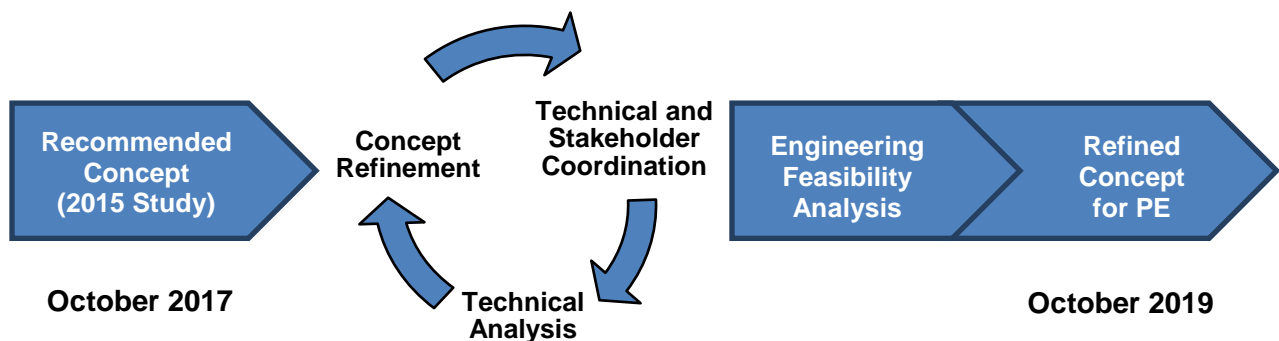 Recommended
Concept
(2015 Study)
Concept
Refinement
Technical and
Stakeholder
Coordination
Technical
Analysis
Engineering
Feasibility
Analysis
Refined
Concept
for PE
October 2017
October 2019